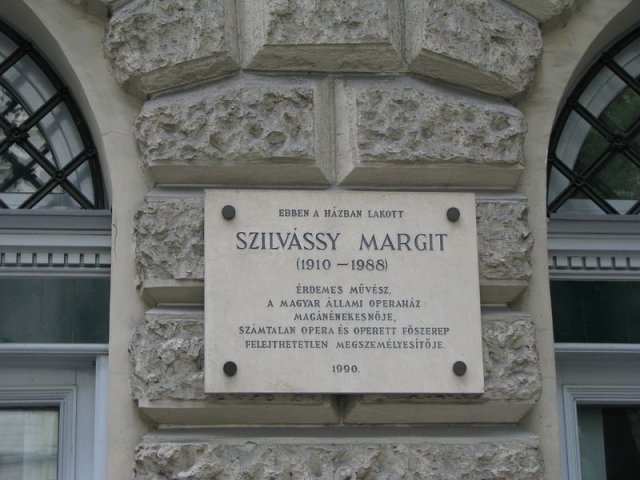 EBBEN A HÁZBAN LAKOTT
SZILVÁSSY MARGIT
(1910 – 1988)
ÉRDEMES MŰVÉSZ,
A MAGYAR ÁLLAMI OPERAHÁZ
MAGÁNÉNEKESNŐJE,
SZÁMTALAN OPERA ÉS OPERETT FŐSZEREP
FELEJTHETETLEN MEGSZEMÉLYESÍTŐJE.
1990.